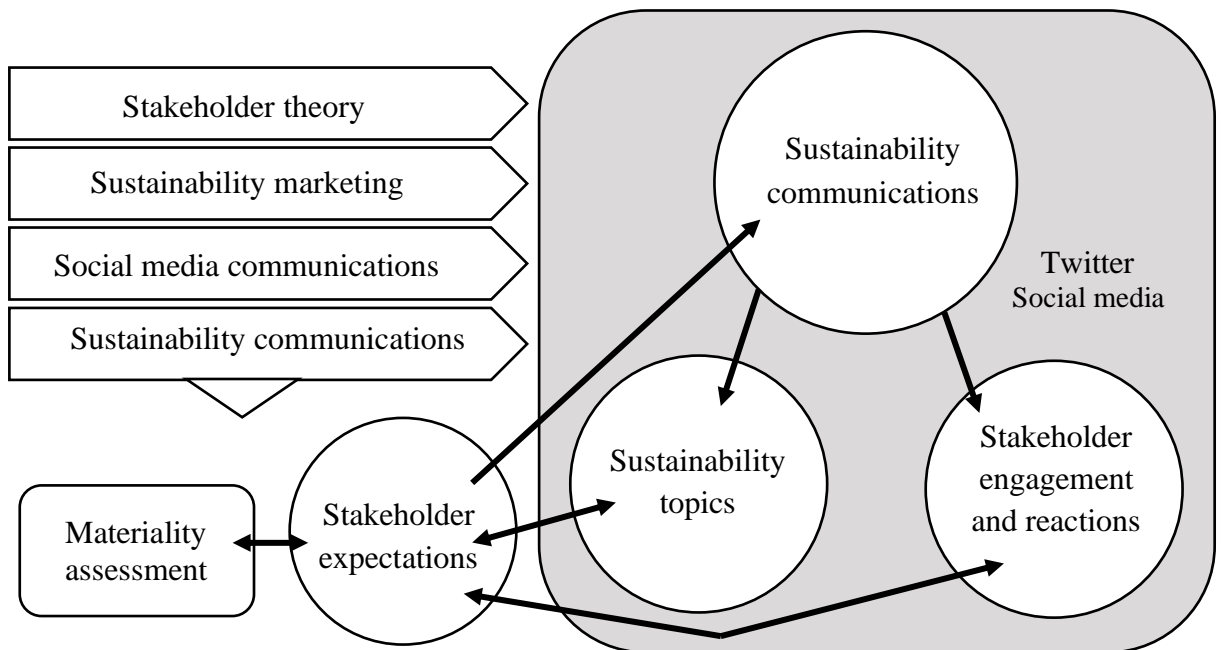 Stakeholder theory
Sustainability marketing
Social media communications
Sustainability communications
Sustainability
communications
Twitter
Social media
Sustainability
topics
Stakeholder
engagement
and reactions
Stakeholder
expectations
Materiality
assessment